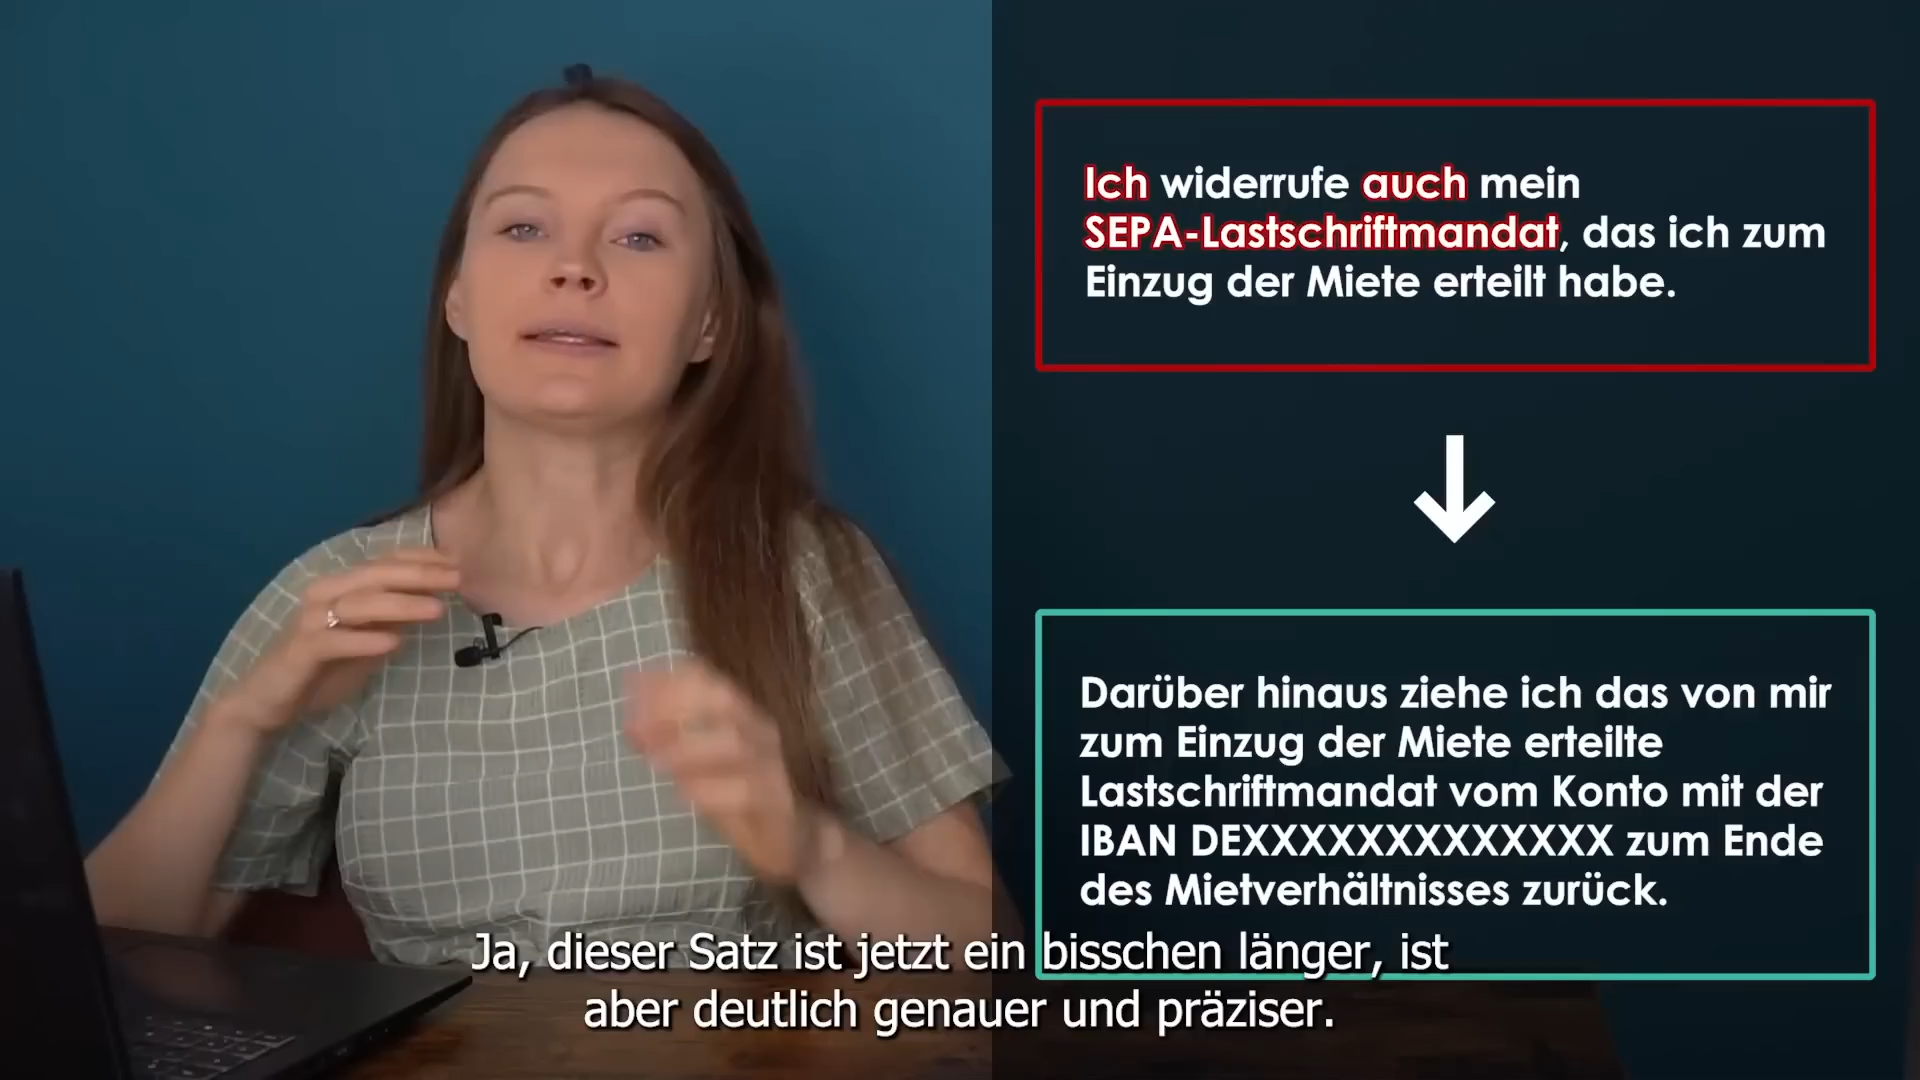 Ich widerrufe auch mein
SEPA-Lastschriftmandat, das ich zum
Einzug der Miete erteilt habe.
Darüber hinaus ziehe ich das von mir
zum Einzug der Miete erteilte
Lastschriftmandat vom Konto mit der
IBAN DEXXXXXXXXXXXXX zum Ende
des Mietverhältnisses zurück.
Ja, dieser Satz ist jetzt ein bisschen länger, ist
aber deutlich genauer und präziser.